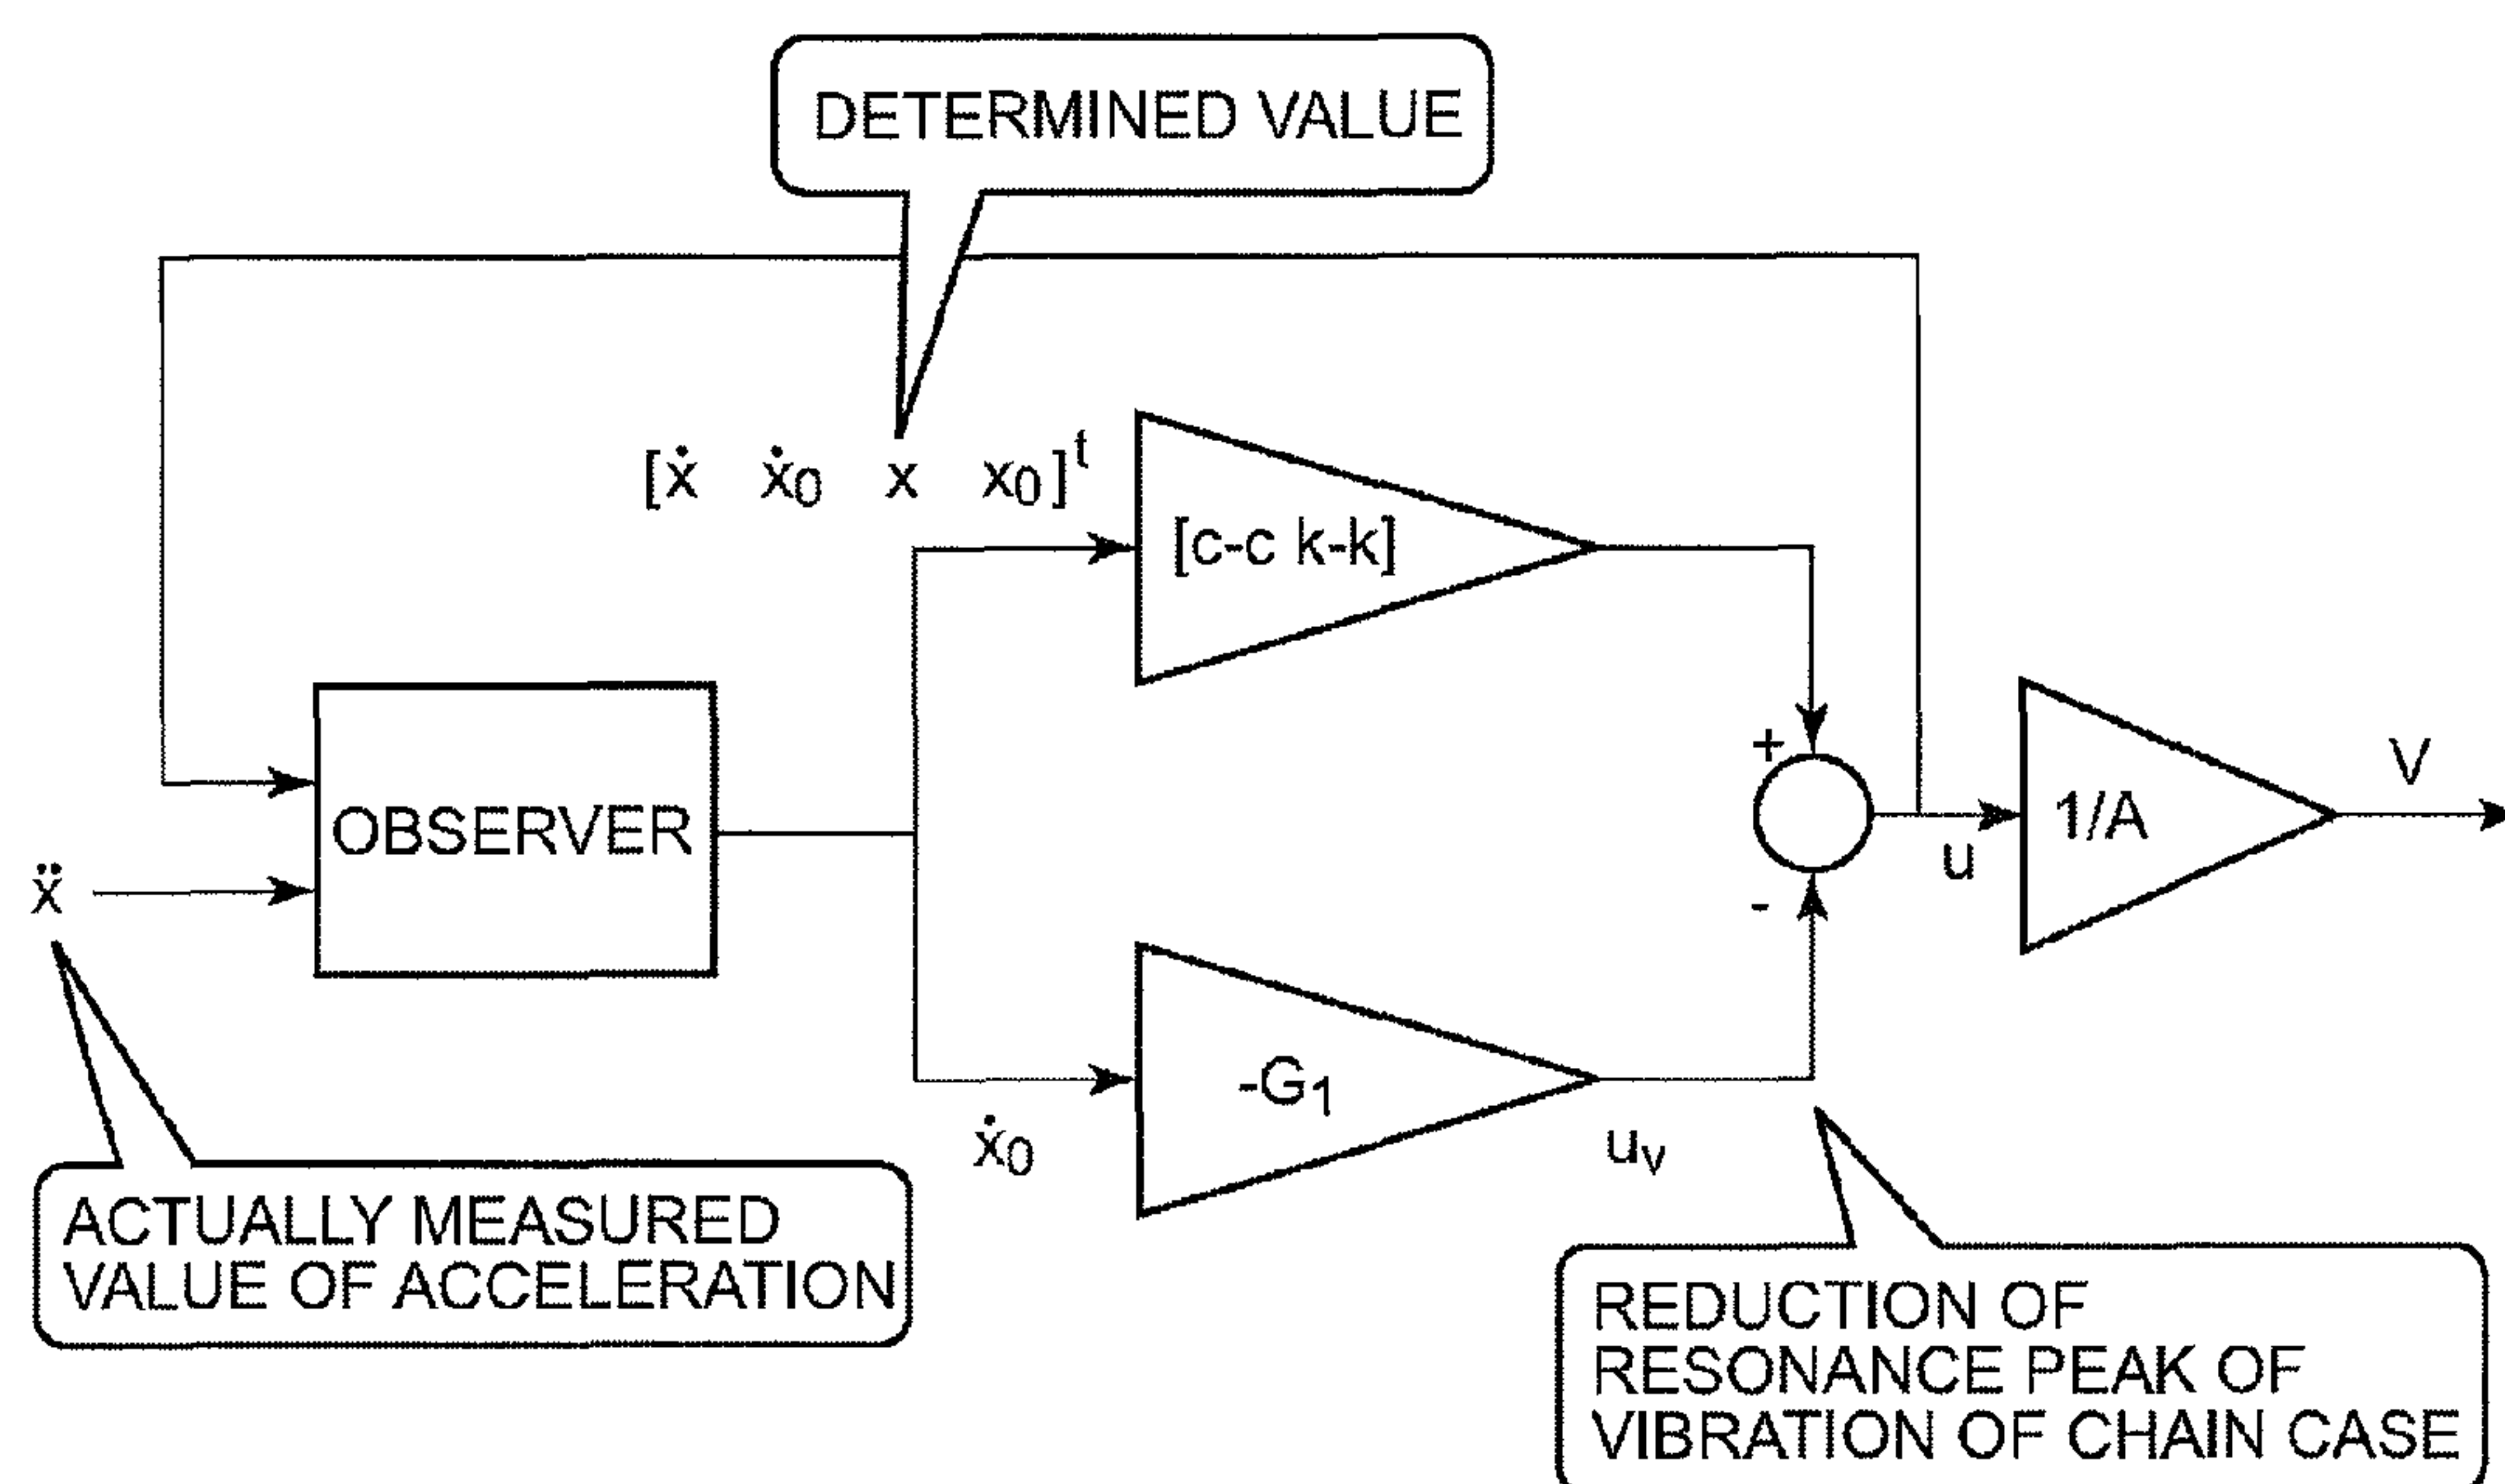 DETERMINED VALUE
[ẋ ẋ₀ x x₀]ᵗ
[c-c k-k]
+
OBSERVER
1/A
V
u
ẍ
-
-G₁
ẋ₀
uᵥ
ACTUALLY MEASURED
VALUE OF ACCELERATION
REDUCTION OF
RESONANCE PEAK OF
VIBRATION OF CHAIN CASE